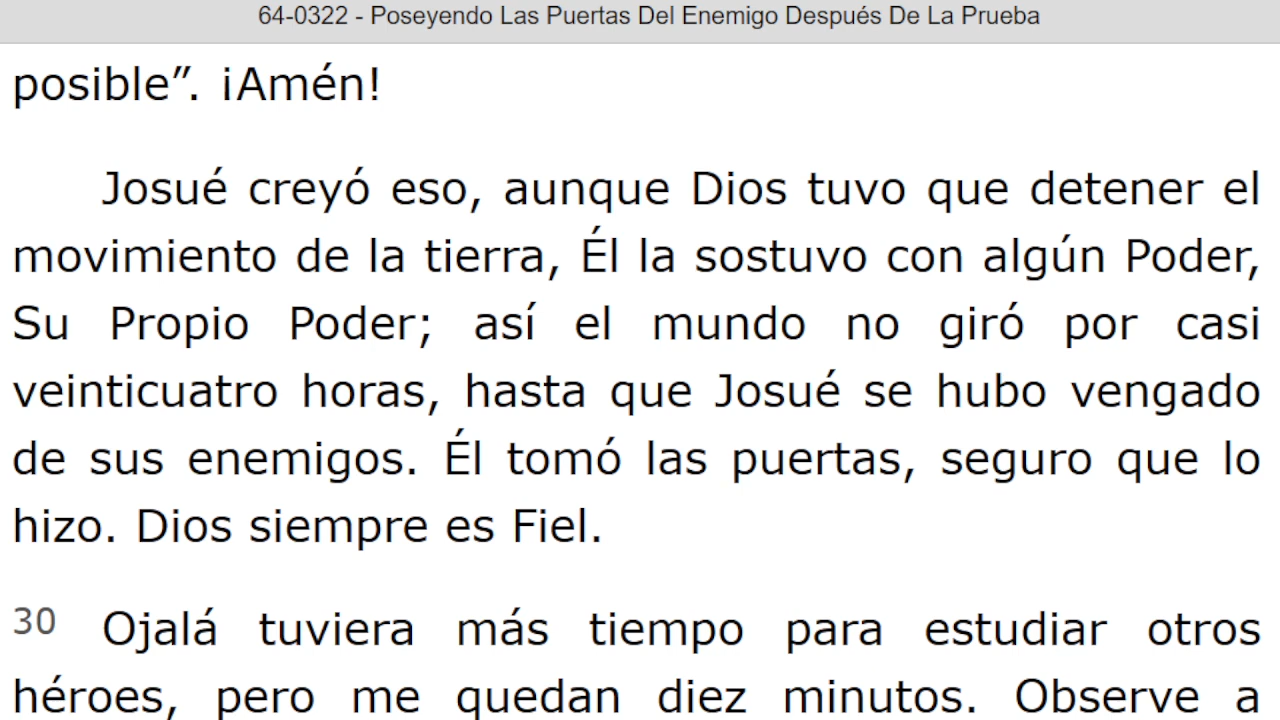 64-0322 - Poseyendo Las Puertas Del Enemigo Después De La Prueba
posible”. ¡Amén!
Josué creyó eso, aunque Dios tuvo que detener el
movimiento de la tierra, Él la sostuvo con algún Poder,
Su Propio Poder; así el mundo no giró por casi
veinticuatro horas, hasta que Josué se hubo vengado
de sus enemigos. Él tomó las puertas, seguro que lo
hizo. Dios siempre es Fiel.
30 Ojalá tuviera más tiempo para estudiar otros
héroes, pero me quedan diez minutos. Observe a